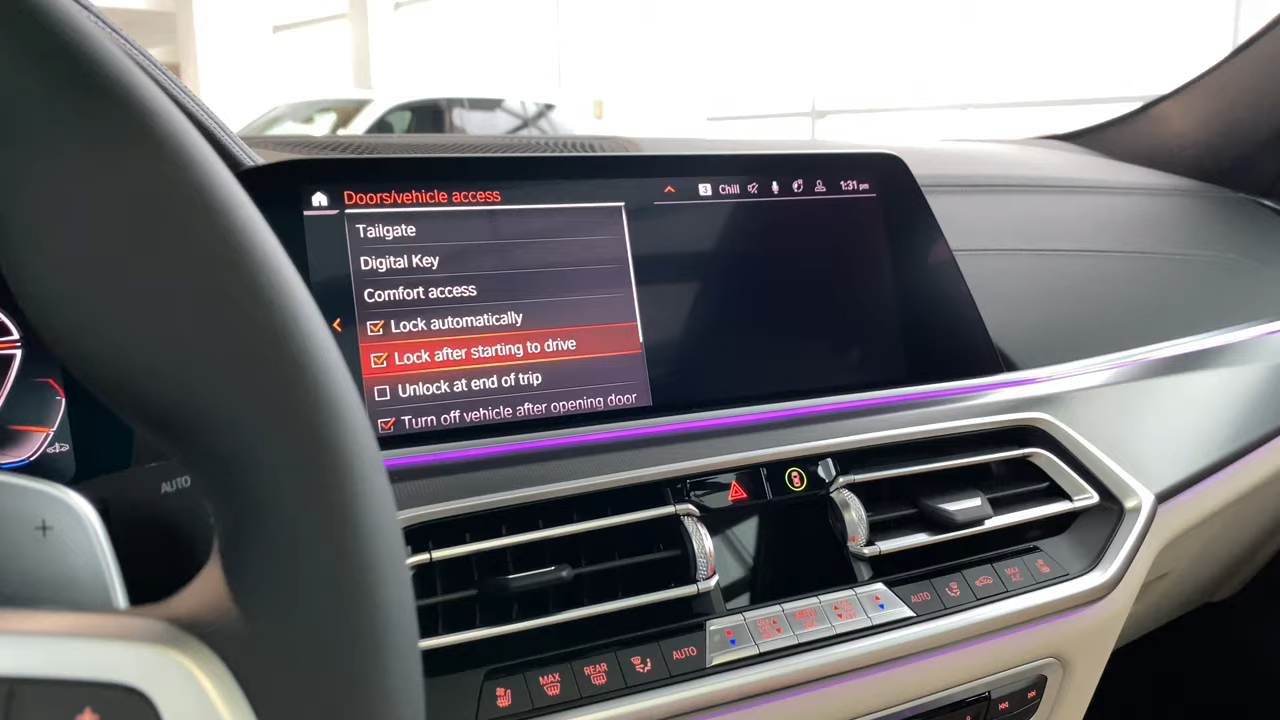 Doors/vehicle access
3 Chill 1:31 pm
Tailgate
Digital Key
Comfort access
Lock automatically
Lock after starting to drive
Unlock at end of trip
Turn off vehicle after opening door
AUTO
+
AUTO
MAX
A/C
MAX
REAR
AUTO